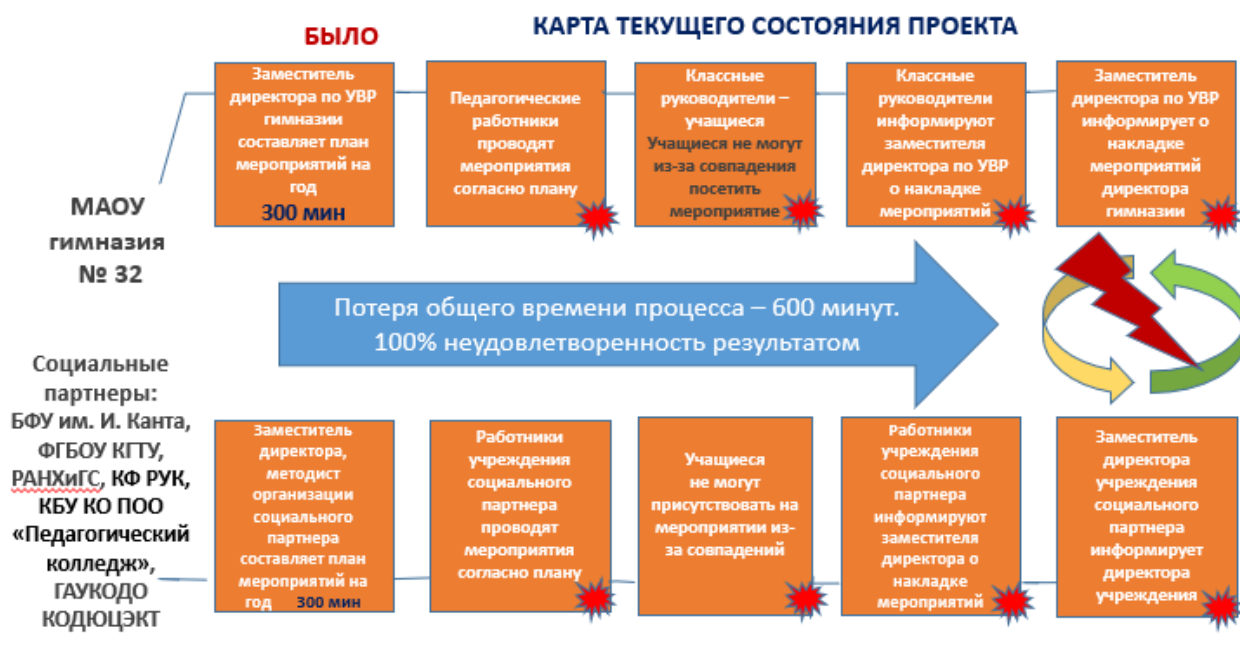 БЫЛО
КАРТА ТЕКУЩЕГО СОСТОЯНИЯ ПРОЕКТА
МАОУ
гимназия
№ 32
Заместитель
директора по УВР
гимназии
составляет план
мероприятий на
год
300 мин
Педагогические
работники
проводят
мероприятия
согласно плану
Классные
руководители –
учащиеся
Учащиеся не могут
из-за совпадения
посетить
мероприятие
Классные
руководители
информируют
заместителя
директора по УВР
о накладке
мероприятий
Заместитель
директора по УВР
информирует о
накладке
мероприятий
директора
гимназии
Потеря общего времени процесса – 600 минут.
100% неудовлетворенность результатом
Социальные
партнеры:
БФУ им. И. Канта,
ФГБОУ КГТУ,
РАНХиГС, КФ РУК,
КБУ КО ПОО
«Педагогический
колледж»,
ГАУКОДО
КОДЮЦЭКТ
Заместитель
директора,
методист
организации
социального
партнера
составляет план
мероприятий на
год 300 мин
Работники
учреждения
социального
партнера
проводят
мероприятия
согласно плану
Учащиеся
не могут
присутствовать на
мероприятии из-
за совпадений
Работники
учреждения
социального
партнера
информируют
заместителя
директора о
накладке
мероприятий
Заместитель
директора
учреждения
социального
партнера
информирует
директора
учреждения